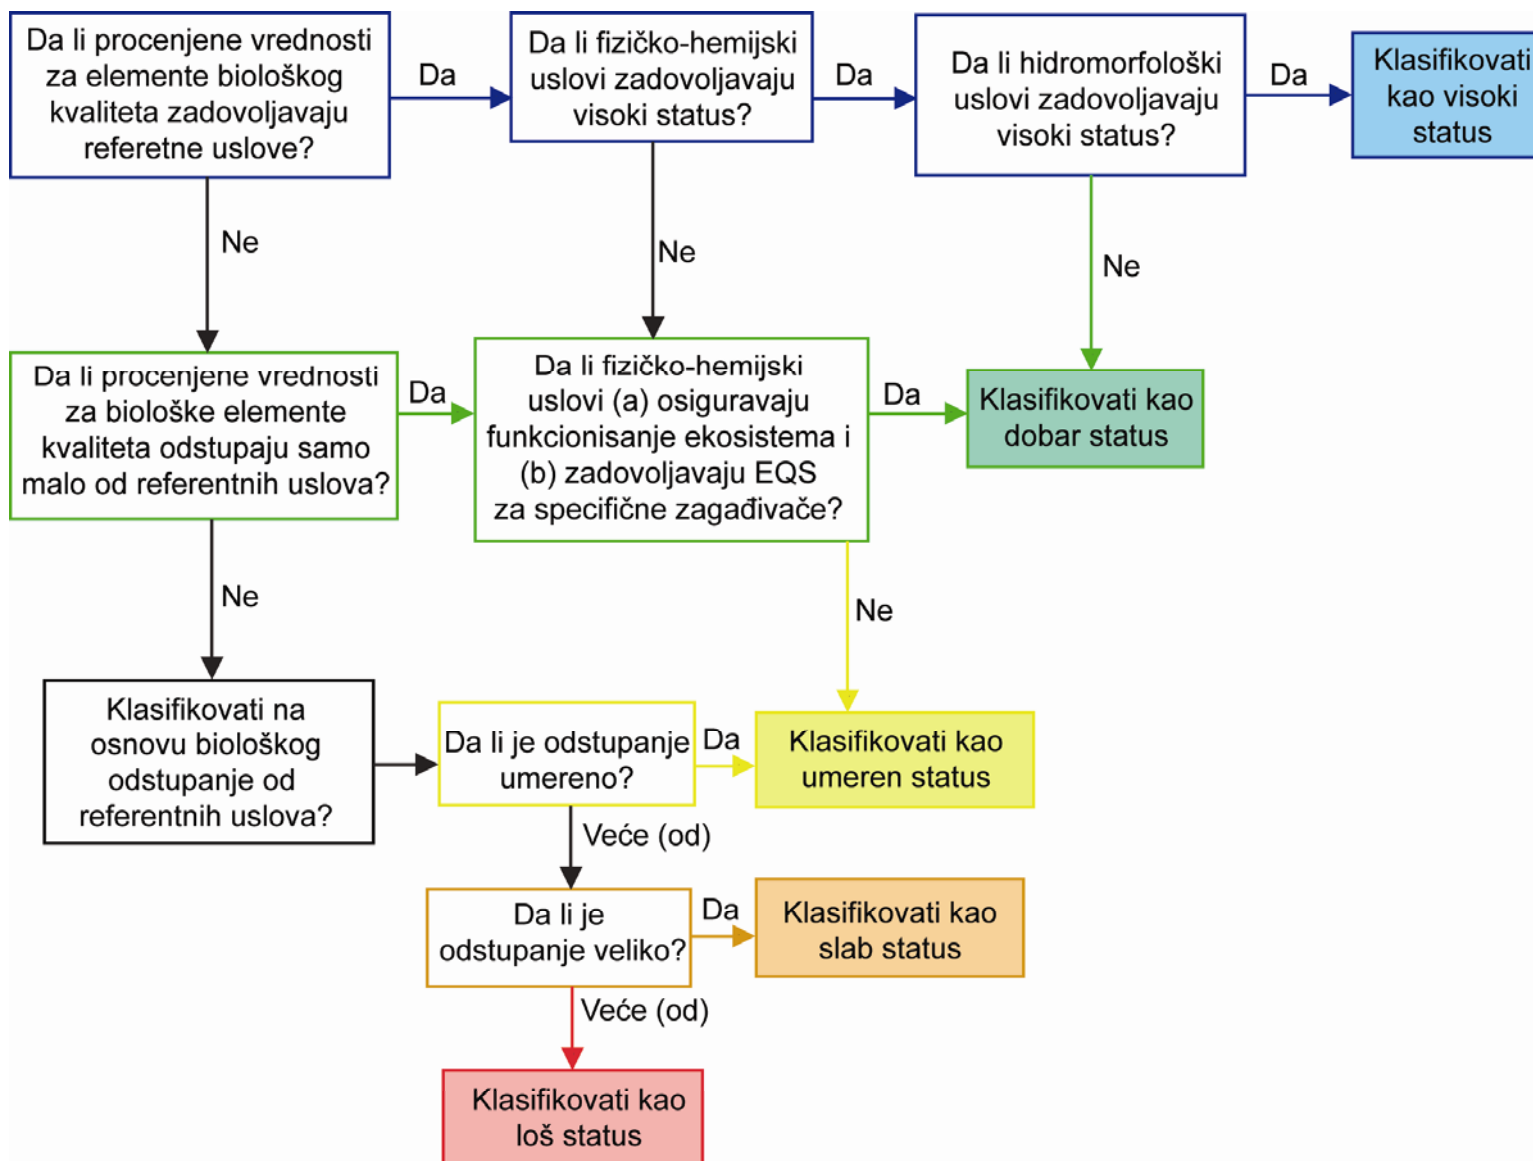 Da li procenjene vrednosti
za elemente biološkog
kvaliteta zadovoljavaju
referetne uslove?
Da
Da li fizičko-hemijski
uslovi zadovoljavaju
visoki status?
Da
Da li hidromorfološki
uslovi zadovoljavaju
visoki status?
Da
Klasifikovati
kao visoki
status
Ne
Ne
Ne
Da li procenjene vrednosti
za biološke elemente
kvaliteta odstupaju samo
malo od referentnih uslova?
Da
Da li fizičko-hemijski
uslovi (a) osiguravaju
funkcionisanje ekosistema i
(b) zadovoljavaju EQS
za specifične zagađivače?
Da
Klasifikovati kao
dobar status
Ne
Ne
Klasifikovati na
osnovu biološkog
odstupanje od
referentnih uslova?
Da li je odstupanje
umereno?
Da
Klasifikovati kao
umeren status
Veće (od)
Da li je
odstupanje veliko?
Da
Klasifikovati kao
slab status
Veće (od)
Klasifikovati kao
loš status